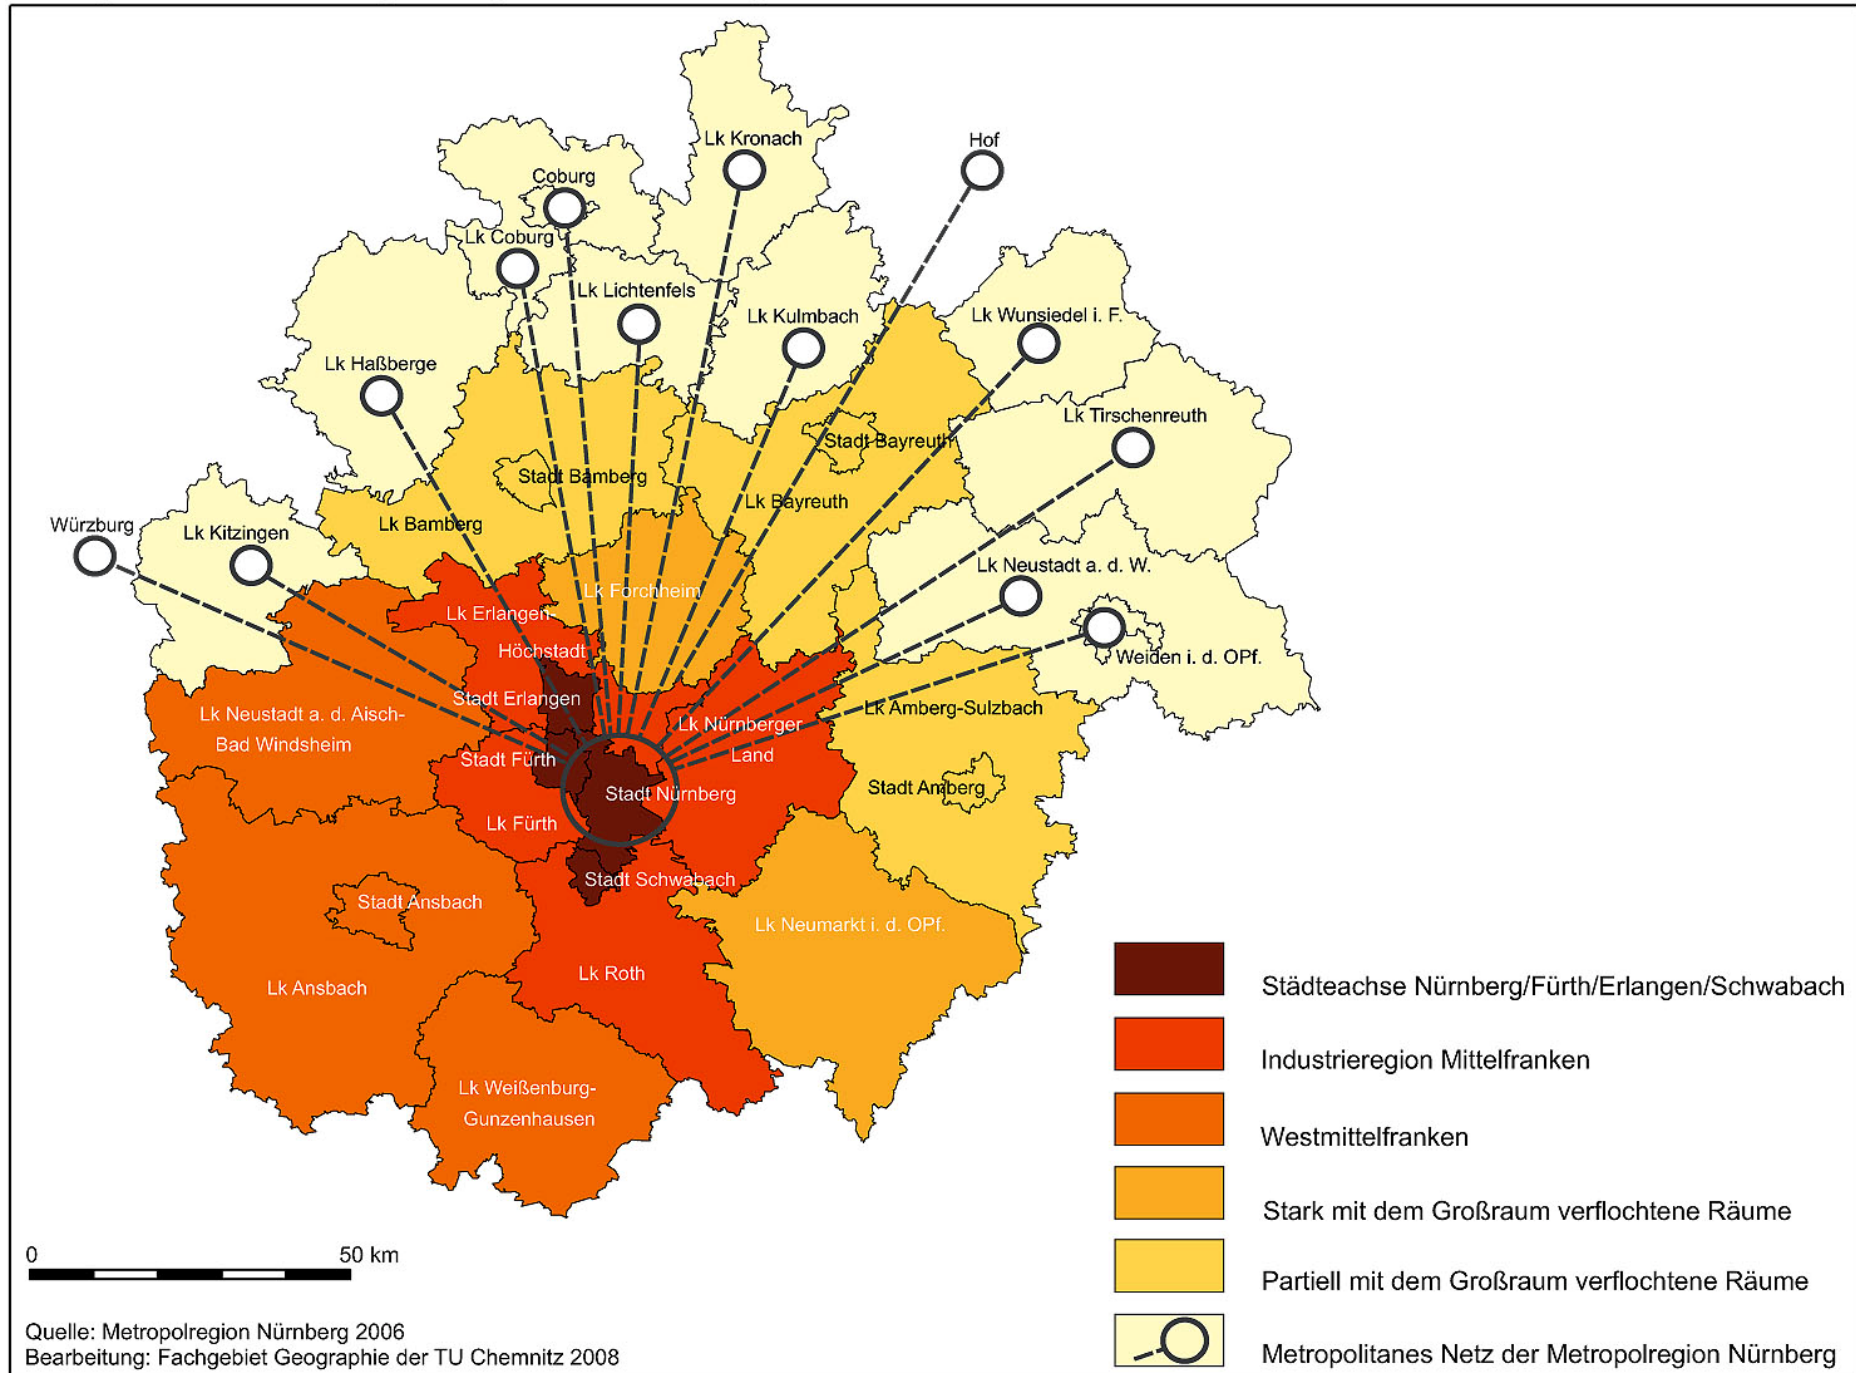 Lk Kronach
Hof
Coburg
Lk Coburg
Lk Lichtenfels
Lk Kulmbach
Lk Wunsiedel i. F.
Lk Haßberge
Lk Tirschenreuth
Stadt Bayreuth
Stadt Bamberg
Lk Bayreuth
Lk Bamberg
Würzburg
Lk Kitzingen
Lk Neustadt a. d. W.
Lk Forchheim
Lk Erlangen-
Höchstadt
Weiden i. d. OPf.
Stadt Erlangen
Lk Amberg-Sulzbach
Lk Neustadt a. d. Aisch-
Bad Windsheim
Lk Nürnberger
Land
Stadt Fürth
Stadt Amberg
Stadt Nürnberg
Lk Fürth
Stadt Schwabach
Stadt Ansbach
Lk Neumarkt i. d. OPf.
Lk Roth
Lk Ansbach
Lk Weißenburg-
Gunzenhausen
Städteachse Nürnberg/Fürth/Erlangen/Schwabach
Industrieregion Mittelfranken
Westmittelfranken
Stark mit dem Großraum verflochtene Räume
Partiell mit dem Großraum verflochtene Räume
Metropolitanes Netz der Metropolregion Nürnberg
0 50 km
Quelle: Metropolregion Nürnberg 2006
Bearbeitung: Fachgebiet Geographie der TU Chemnitz 2008